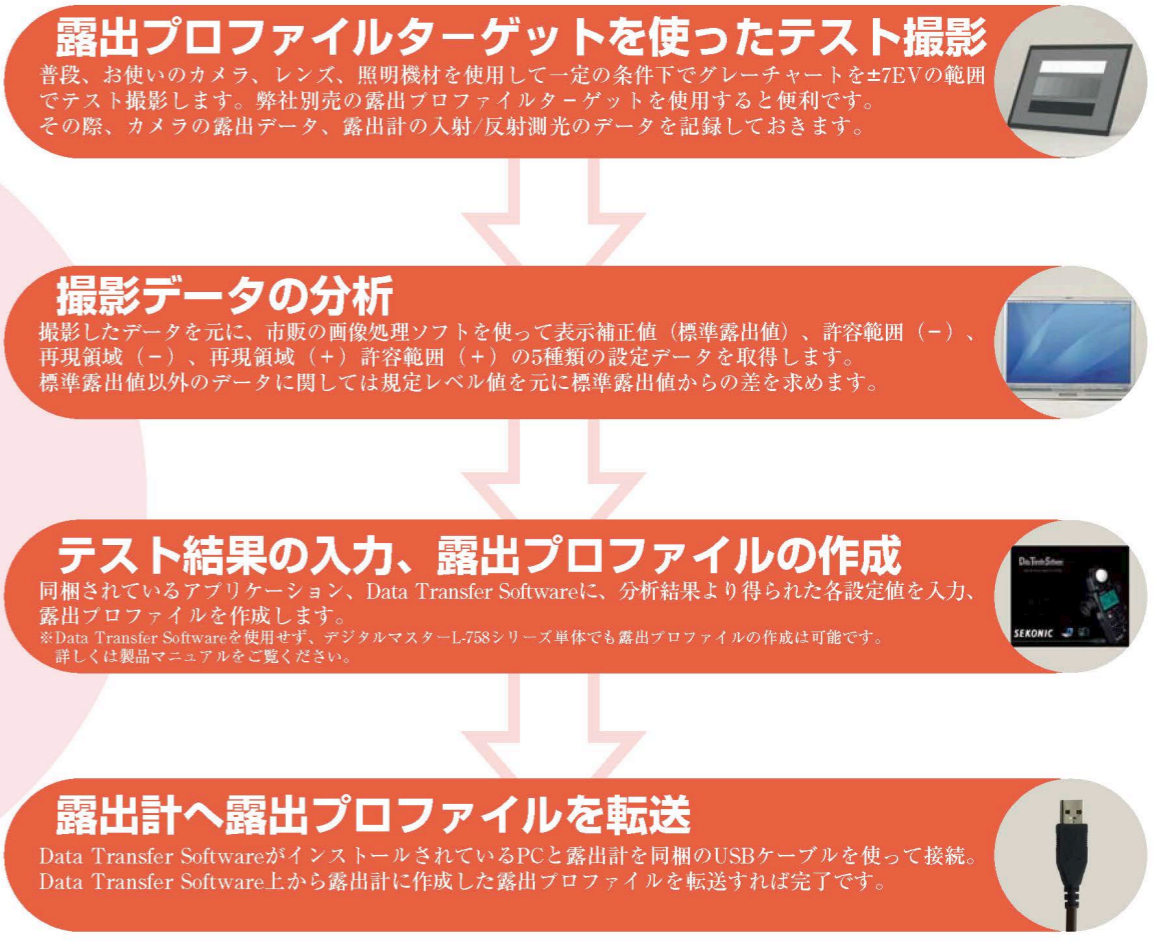 露出プロファイルターゲットを使ったテスト撮影
普段、お使いのカメラ、レンズ、照明機材を使用して一定の条件下でグレーチャートを±7EVの範囲
でテスト撮影します。弊社別売の露出プロファイルターゲットを使用すると便利です。
その際、カメラの露出データ、露出計の入射/反射測光のデータを記録しておきます。
撮影データの分析
撮影したデータを元に、市販の画像処理ソフトを使って表示補正値（標準露出値）、許容範囲（−）、
再現領域（−）、再現領域（+）許容範囲（+）の5種類の設定データを取得します。
標準露出値以外のデータに関しては規定レベル値を元に標準露出値からの差を求めます。
テスト結果の入力、露出プロファイルの作成
同梱されているアプリケーション、Data Transfer Softwareに、分析結果より得られた各設定値を入力、
露出プロファイルを作成します。
※Data Transfer Softwareを使用せず、デジタルマスターL-758シリーズ単体でも露出プロファイルの作成は可能です。
詳しくは製品マニュアルをご覧ください。
Data Transfer Software
SEKONIC
露出計へ露出プロファイルを転送
Data Transfer SoftwareがインストールされているPCと露出計を同梱のUSBケーブルを使って接続。
Data Transfer Software上から露出計に作成した露出プロファイルを転送すれば完了です。